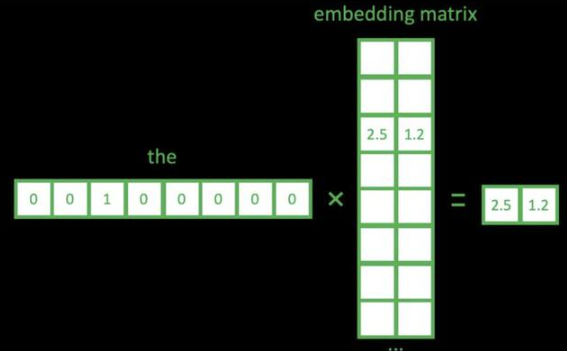 embedding matrix
2.5 1.2
the
0 0 1 0 0 0 0 0 × = 2.5 1.2
...